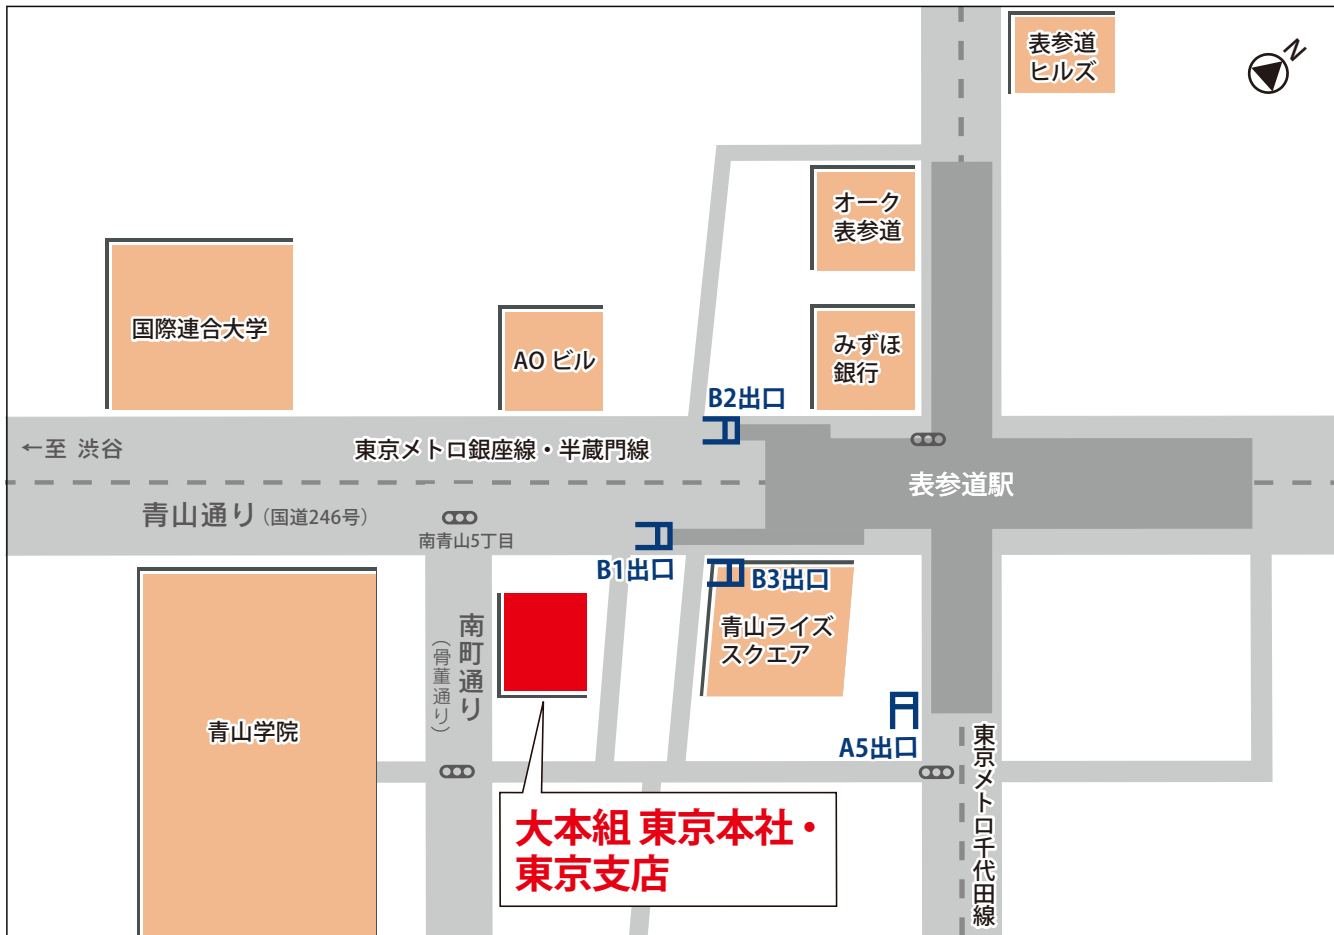 表参道
ヒルズ
N
オーク
表参道
国際連合大学
AO ビル
みずほ
銀行
B2出口
←至 渋谷
東京メトロ銀座線・半蔵門線
表参道駅
青山通り(国道246号)
南青山5丁目
B1出口
B3出口
青山ライズ
スクエア
南町通り
(骨董通り)
青山学院
A5出口
東京メトロ千代田線
大本組 東京本社・
東京支店